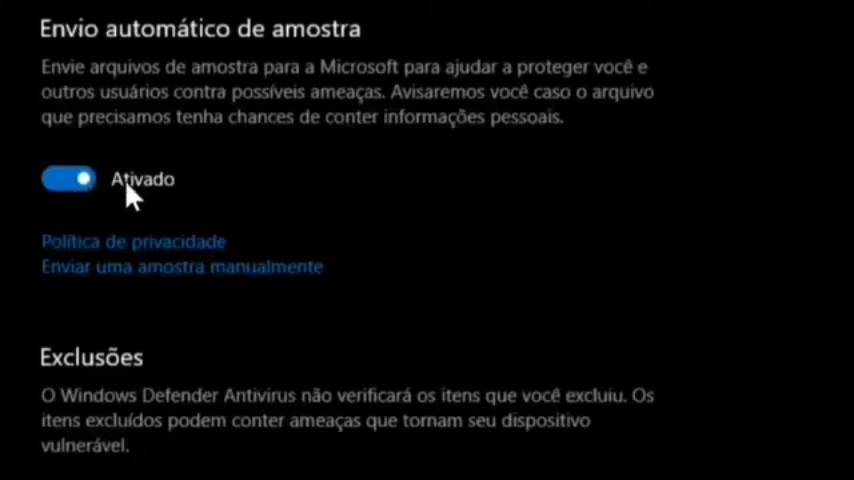 Envio automático de amostra
Envie arquivos de amostra para a Microsoft para ajudar a proteger você e
outros usuários contra possíveis ameaças. Avisaremos você caso o arquivo
que precisamos tenha chances de conter informações pessoais.
Ativado
Política de privacidade
Enviar uma amostra manualmente
Exclusões
O Windows Defender Antivirus não verificará os itens que você excluiu. Os
itens excluídos podem conter ameaças que tornam seu dispositivo
vulnerável.